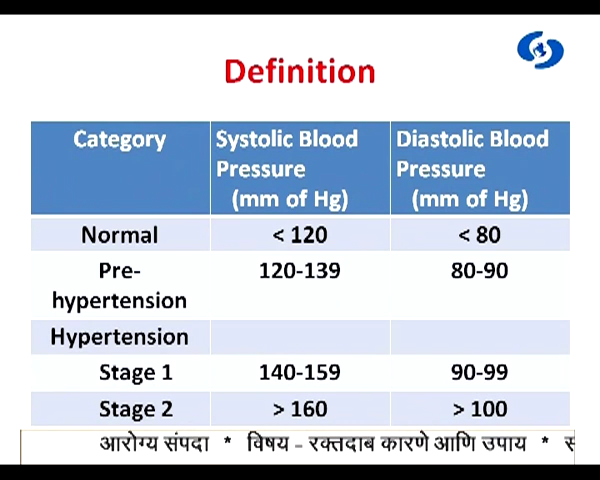 Definition
Category Systolic Blood Pressure (mm of Hg) Diastolic Blood Pressure (mm of Hg)
Normal < 120 < 80
Pre-hypertension 120-139 80-90
Hypertension
Stage 1 140-159 90-99
Stage 2 > 160 > 100
आरोग्य संपदा * विषय - रक्तदाब कारणे आणि उपाय *